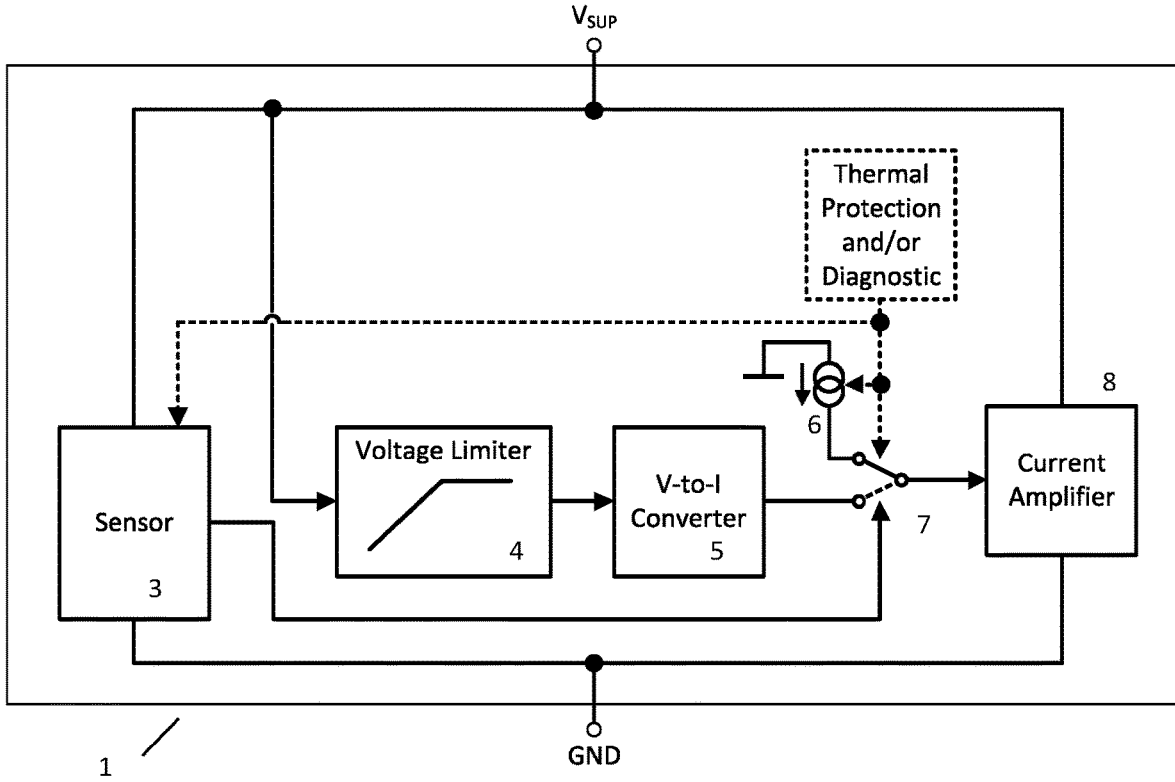 VSUP
Thermal
Protection
and/or
Diagnostic
8
6
Voltage Limiter
V-to-I
Converter
Current
Amplifier
Sensor
7
4
5
3
GND
1